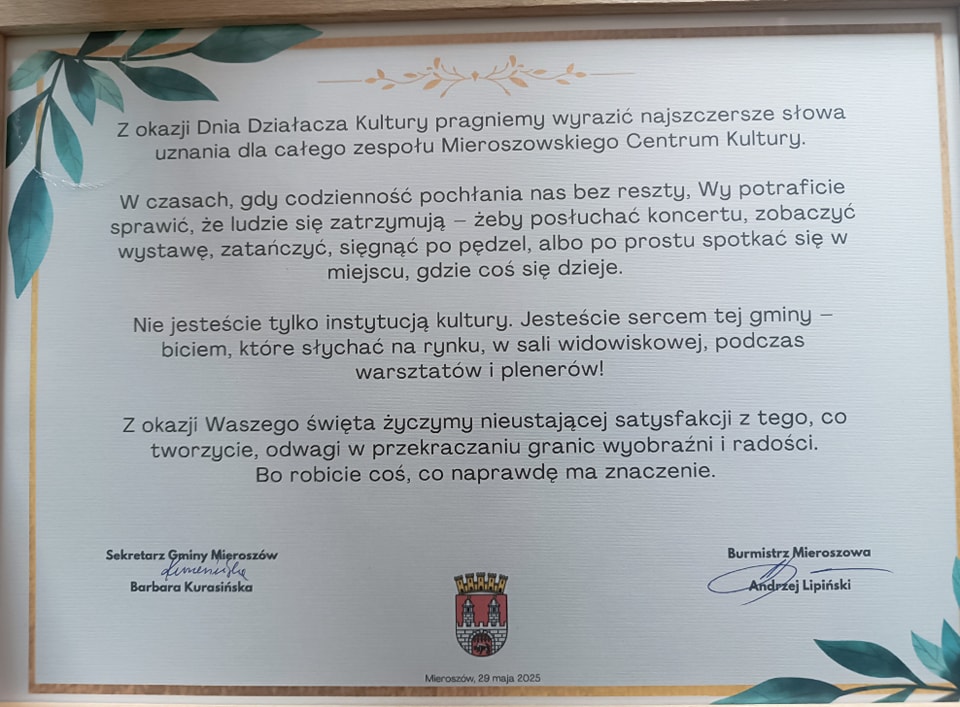 Z okazji Dnia Działacza Kultury pragniemy wyrazić najszczersze słowa
uznania dla całego zespołu Mieroszowskiego Centrum Kultury.
W czasach, gdy codzienność pochłania nas bez reszty, Wy potraficie
sprawić, że ludzie się zatrzymują – żeby posłuchać koncertu, zobaczyć
wystawę, zatańczyć, sięgnąć po pędzel, albo po prostu spotkać się w
miejscu, gdzie coś się dzieje.
Nie jesteście tylko instytucją kultury. Jesteście sercem tej gminy –
biciem, które słychać na rynku, w sali widowiskowej, podczas
warsztatów i plenerów!
Z okazji Waszego święta życzymy nieustającej satysfakcji z tego, co
tworzycie, odwagi w przekraczaniu granic wyobraźni i radości.
Bo robicie coś, co naprawdę ma znaczenie.
Sekretarz Gminy Mieroszów
Barbara Kurasińska
Burmistrz Mieroszowa
Andrzej Lipiński
Mieroszów, 29 maja 2025